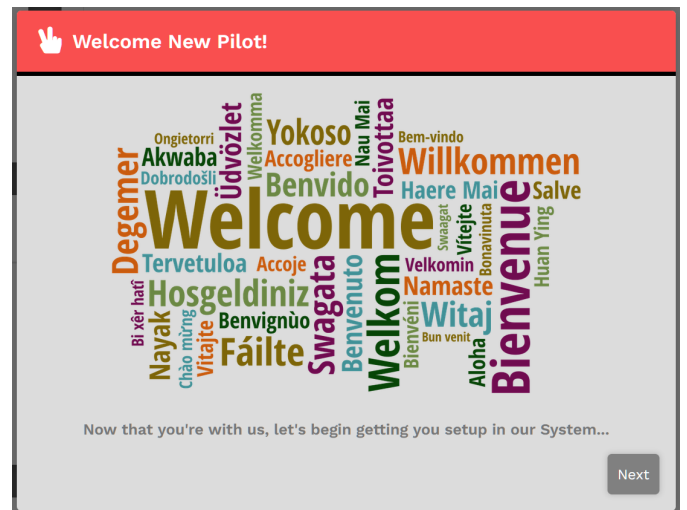 Welcome New Pilot!
Ongietorri
Akwaba
Dobrodošli
Üdvözlet
Welkomma
Yokoso
Accogliere
Benvido
Nau Mai
Toivottaa
Bem-vindo
Willkommen
Haere Mai
Salve
Degemer
Welcome
Swaagat
Vítejte
Bonavinuta
Bienvenue
Huan Ying
Tervetuloa
Accoje
Velkomin
Namaste
Bi xêr hatî
Hosgeldiniz
Swagata
Benvenuto
Welkom
Witaj
Nayak
Chào mừng
Vitajte
Benvignùo
Fáilte
Bienvéni
Bun venit
Aloha
Now that you're with us, let's begin getting you setup in our System...
Next